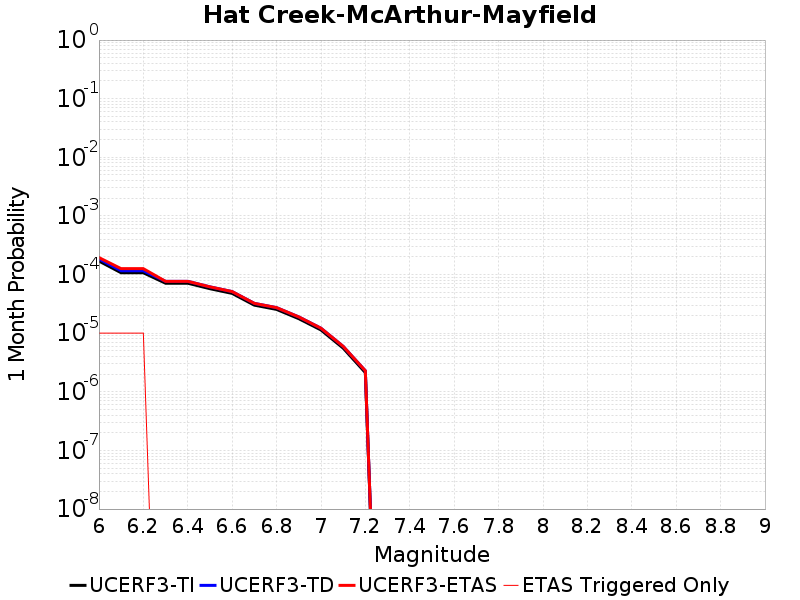 Hat Creek-McArthur-Mayfield
10^0
10^-1
10^-2
10^-3
10^-4
10^-5
10^-6
10^-7
10^-8
1 Month Probability
6 6.2 6.4 6.6 6.8 7 7.2 7.4 7.6 7.8 8 8.2 8.4 8.6 8.8 9
Magnitude
UCERF3-TI UCERF3-TD UCERF3-ETAS ETAS Triggered Only